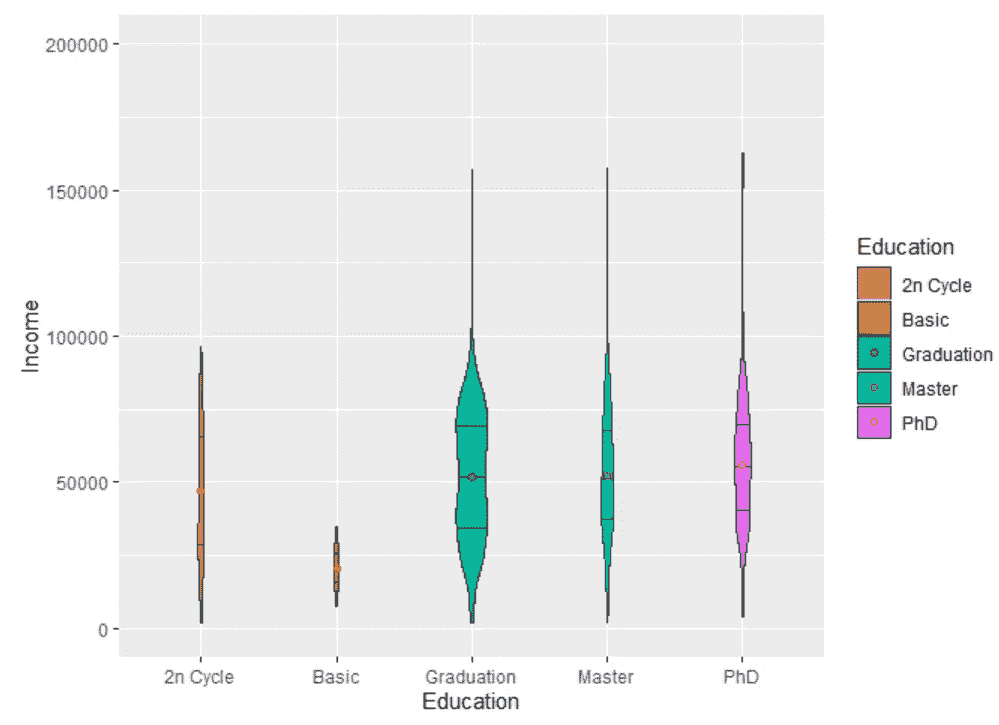 200000
150000
100000
50000
0
Income
2n Cycle
Basic
Graduation
Master
PhD
Education
Education
2n Cycle
Basic
Graduation
Master
PhD